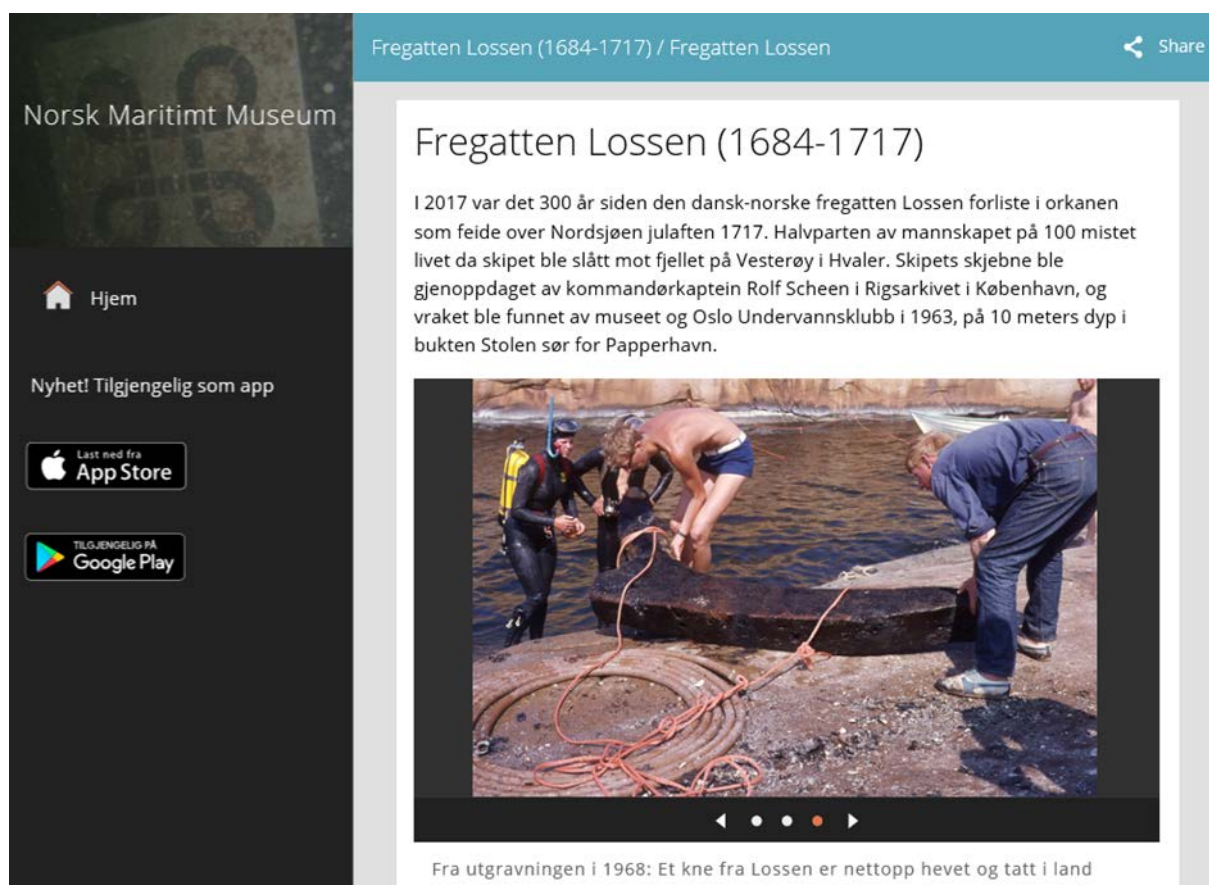 Norsk Maritimt Museum
Hjem
Nyhet! Tilgjengelig som app
Last ned fra
App Store
TILGJENGELIG PÅ
Google Play
Fregatten Lossen (1684-1717) / Fregatten Lossen
Share
Fregatten Lossen (1684-1717)
I 2017 var det 300 år siden den dansk-norske fregatten Lossen forliste i orkanen
som feide over Nordsjøen julaften 1717. Halvparten av mannskapet på 100 mistet
livet da skipet ble slått mot fjellet på Vesterøy i Hvaler. Skipets skjebne ble
gjenoppdaget av kommandørkaptein Rolf Scheen i Rigsarkivet i København, og
vraket ble funnet av museet og Oslo Undervannsklubb i 1963, på 10 meters dyp i
bukten Stolen sør for Papperhavn.
Fra utgravningen i 1968: Et kne fra Lossen er nettopp hevet og tatt i land